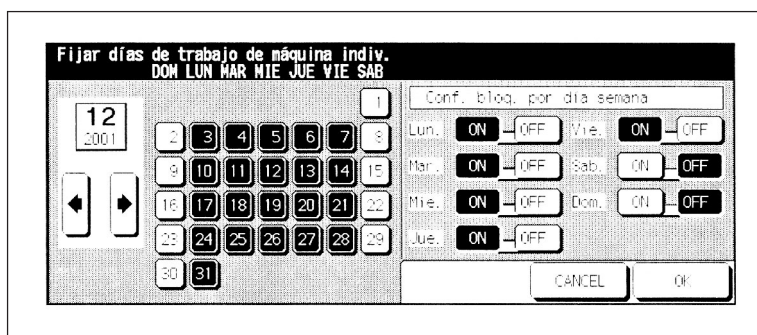 Fijar días de trabajo de máquina indiv.
DOM LUN MAR MIE JUE VIE SAB
12
2001
1
2 3 4 5 6 7 8
9 10 11 12 13 14 15
16 17 18 19 20 21 22
23 24 25 26 27 28 29
30 31
Conf. bloq. por dia semana
Lun. ON OFF Vie. ON OFF
Mar. ON OFF Sab. ON OFF
Mie. ON OFF Dom. ON OFF
Jue. ON OFF
CANCEL OK